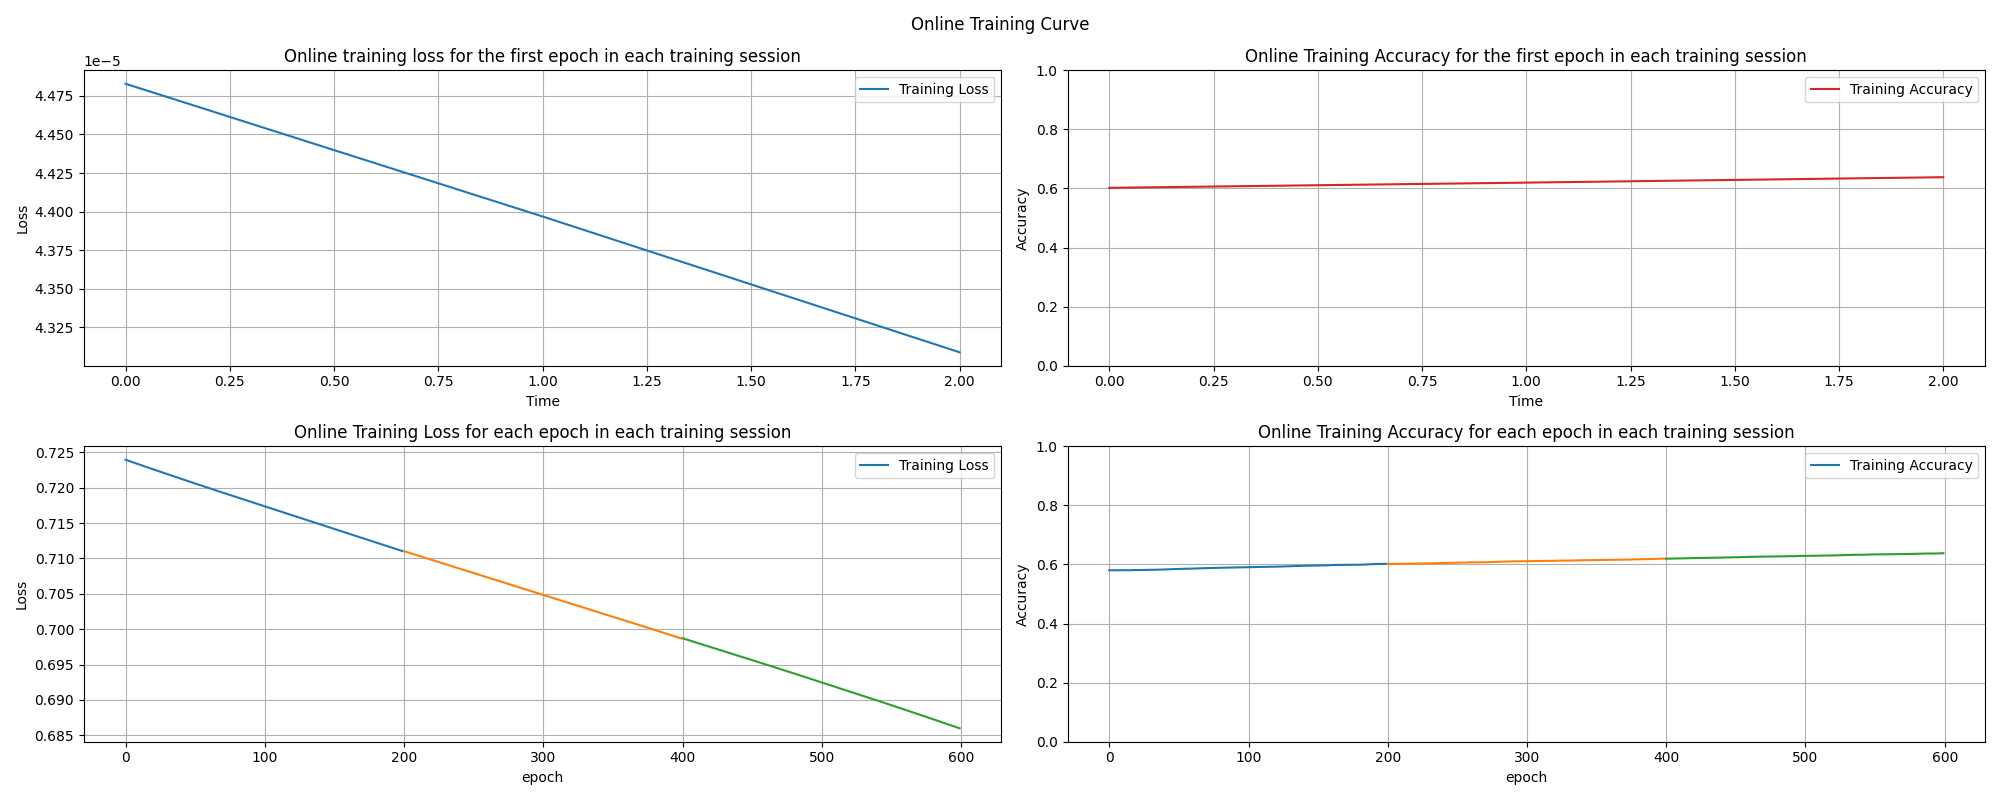 Online Training Curve
Online training loss for the first epoch in each training session
1e−5
Training Loss
4.475
4.450
4.425
4.400
4.375
4.350
4.325
Loss
0.00 0.25 0.50 0.75 1.00 1.25 1.50 1.75 2.00
Time
Online Training Accuracy for the first epoch in each training session
Training Accuracy
1.0
0.8
0.6
0.4
0.2
0.0
Accuracy
0.00 0.25 0.50 0.75 1.00 1.25 1.50 1.75 2.00
Time
Online Training Loss for each epoch in each training session
Training Loss
0.725
0.720
0.715
0.710
0.705
0.700
0.695
0.690
0.685
Loss
0 100 200 300 400 500 600
epoch
Online Training Accuracy for each epoch in each training session
Training Accuracy
1.0
0.8
0.6
0.4
0.2
0.0
Accuracy
0 100 200 300 400 500 600
epoch